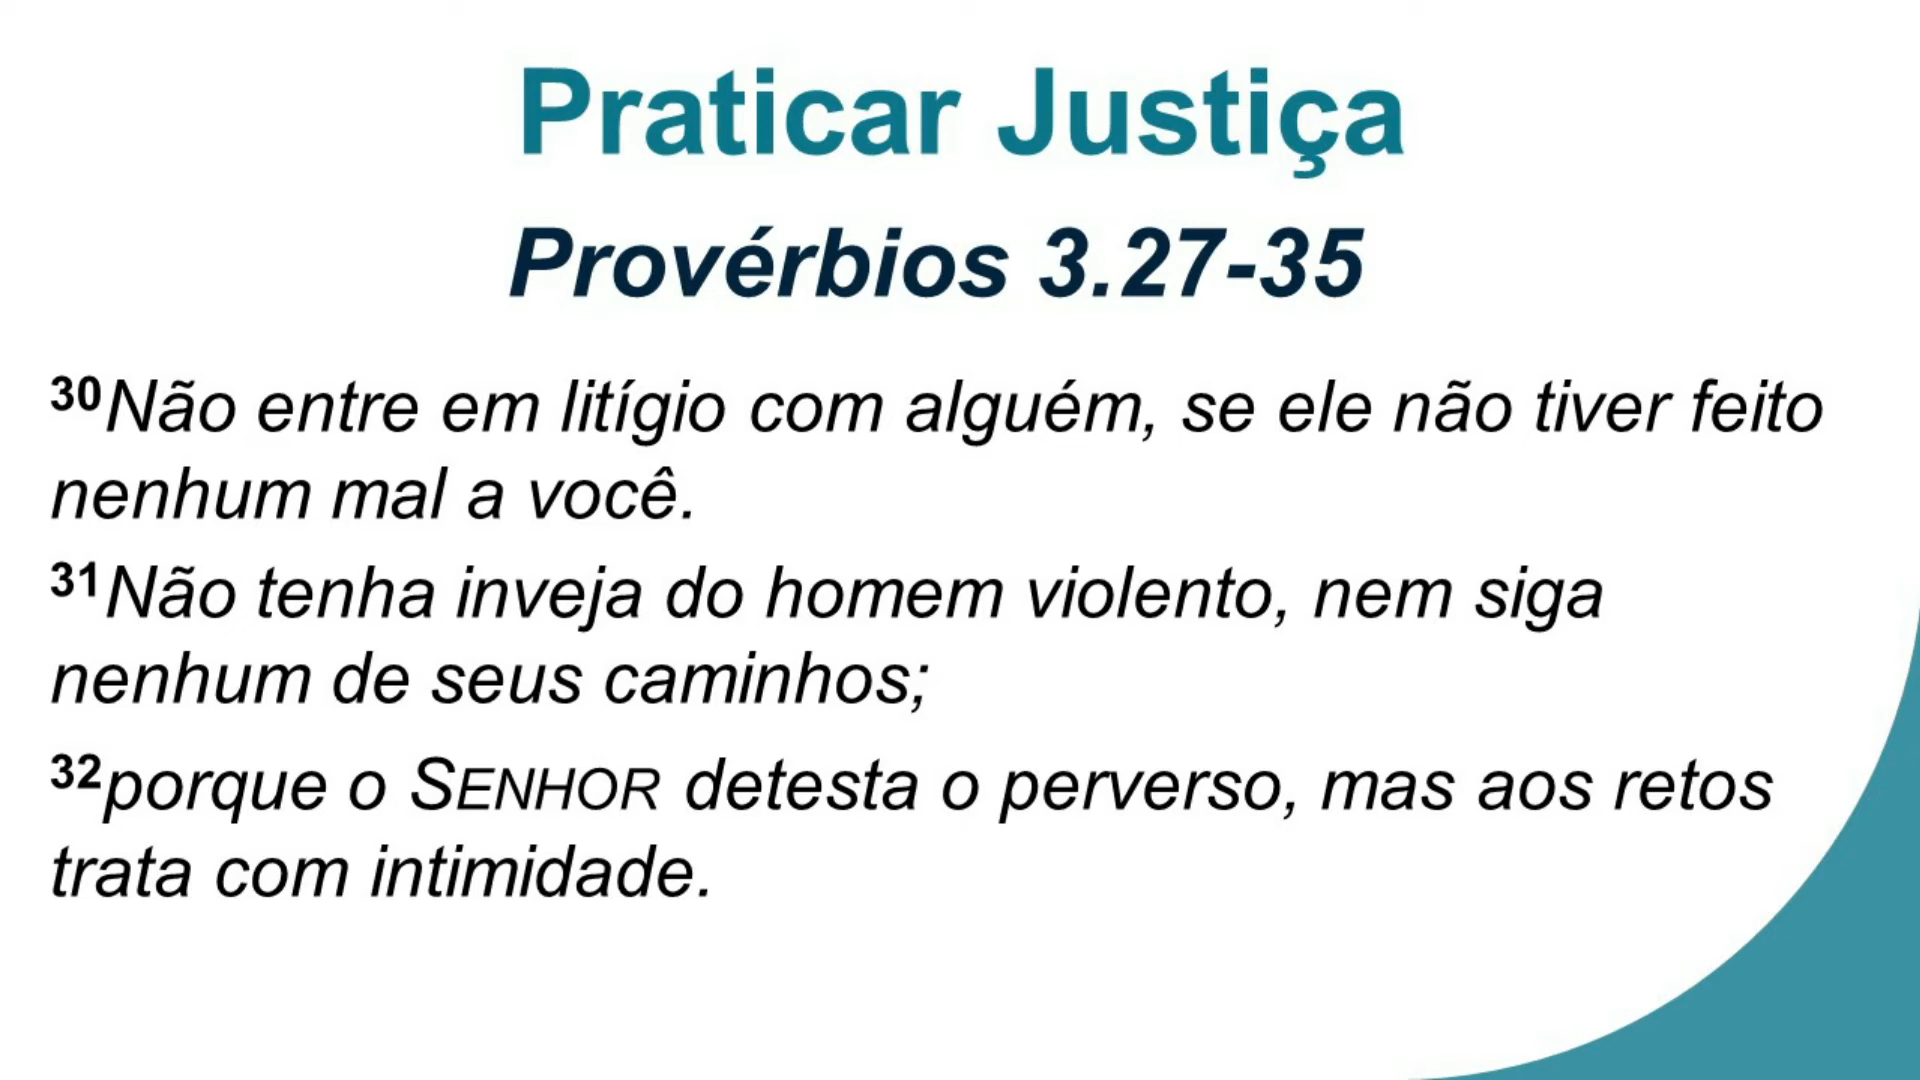 Praticar Justiça
Provérbios 3.27-35
30Não entre em litígio com alguém, se ele não tiver feito
nenhum mal a você.
31Não tenha inveja do homem violento, nem siga
nenhum de seus caminhos;
32porque o SENHOR detesta o perverso, mas aos retos
trata com intimidade.